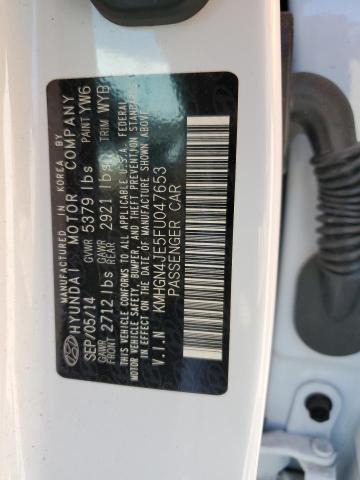 MANUFACTURED IN KOREA BY
HYUNDAI MOTOR COMPANY
SEP/05/14 GVWR 5379 lbs PAINT YW6
GAWR FRONT 2712 lbs GAWR REAR 2921 lbs TRIM WYB
THIS VEHICLE CONFORMS TO ALL APPLICABLE U.S.A. FEDERAL
MOTOR VEHICLE SAFETY, BUMPER, AND THEFT PREVENTION STANDARDS
IN EFFECT ON THE DATE OF MANUFACTURE SHOWN ABOVE.
V.I.N KMHGN4JE5FU047653
PASSENGER CAR